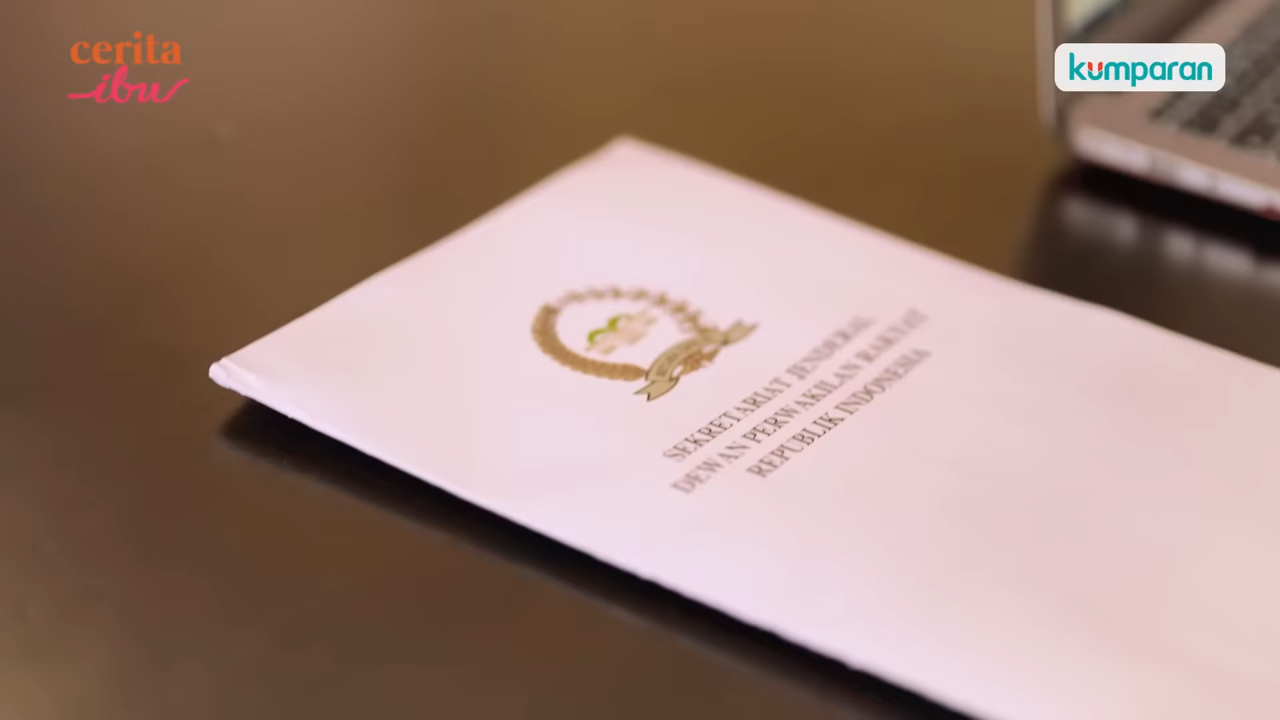 cerita
ibu
kumparan
SEKRETARIAT JENDERAL
DEWAN PERWAKILAN RAKYAT
REPUBLIK INDONESIA